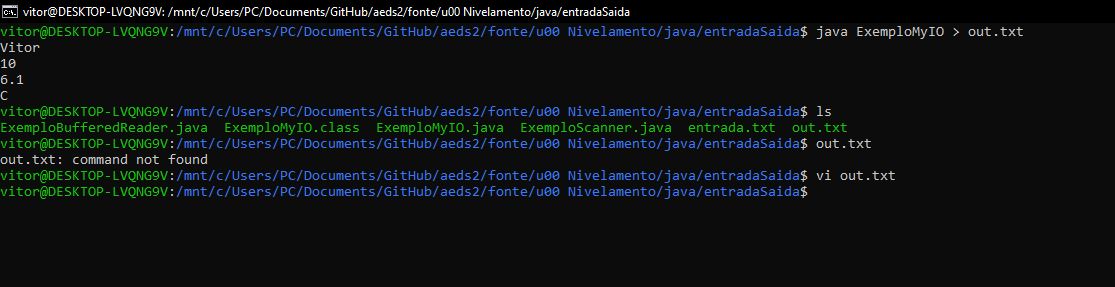 vitor@DESKTOP-LVQNG9V: /mnt/c/Users/PC/Documents/GitHub/aeds2/fonte/u00 Nivelamento/java/entradaSaida
vitor@DESKTOP-LVQNG9V:/mnt/c/Users/PC/Documents/GitHub/aeds2/fonte/u00 Nivelamento/java/entradaSaida$ java ExemploMyIO > out.txt
Vitor
10
6.1
C
vitor@DESKTOP-LVQNG9V:/mnt/c/Users/PC/Documents/GitHub/aeds2/fonte/u00 Nivelamento/java/entradaSaida$ ls
ExemploBufferedReader.java  ExemploMyIO.class  ExemploMyIO.java  ExemploScanner.java  entrada.txt  out.txt
vitor@DESKTOP-LVQNG9V:/mnt/c/Users/PC/Documents/GitHub/aeds2/fonte/u00 Nivelamento/java/entradaSaida$ out.txt
out.txt: command not found
vitor@DESKTOP-LVQNG9V:/mnt/c/Users/PC/Documents/GitHub/aeds2/fonte/u00 Nivelamento/java/entradaSaida$ vi out.txt
vitor@DESKTOP-LVQNG9V:/mnt/c/Users/PC/Documents/GitHub/aeds2/fonte/u00 Nivelamento/java/entradaSaida$